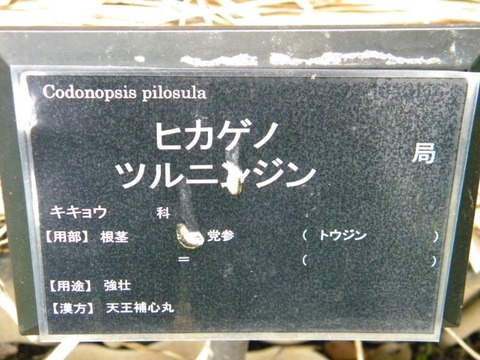 Codonopsis pilosula
ヒカゲノ
ツルニンジン 局
キキョウ 科
【用部】 根茎 党参 ( トウジン )
= ( )
【用途】 強壮
【漢方】 天王補心丸